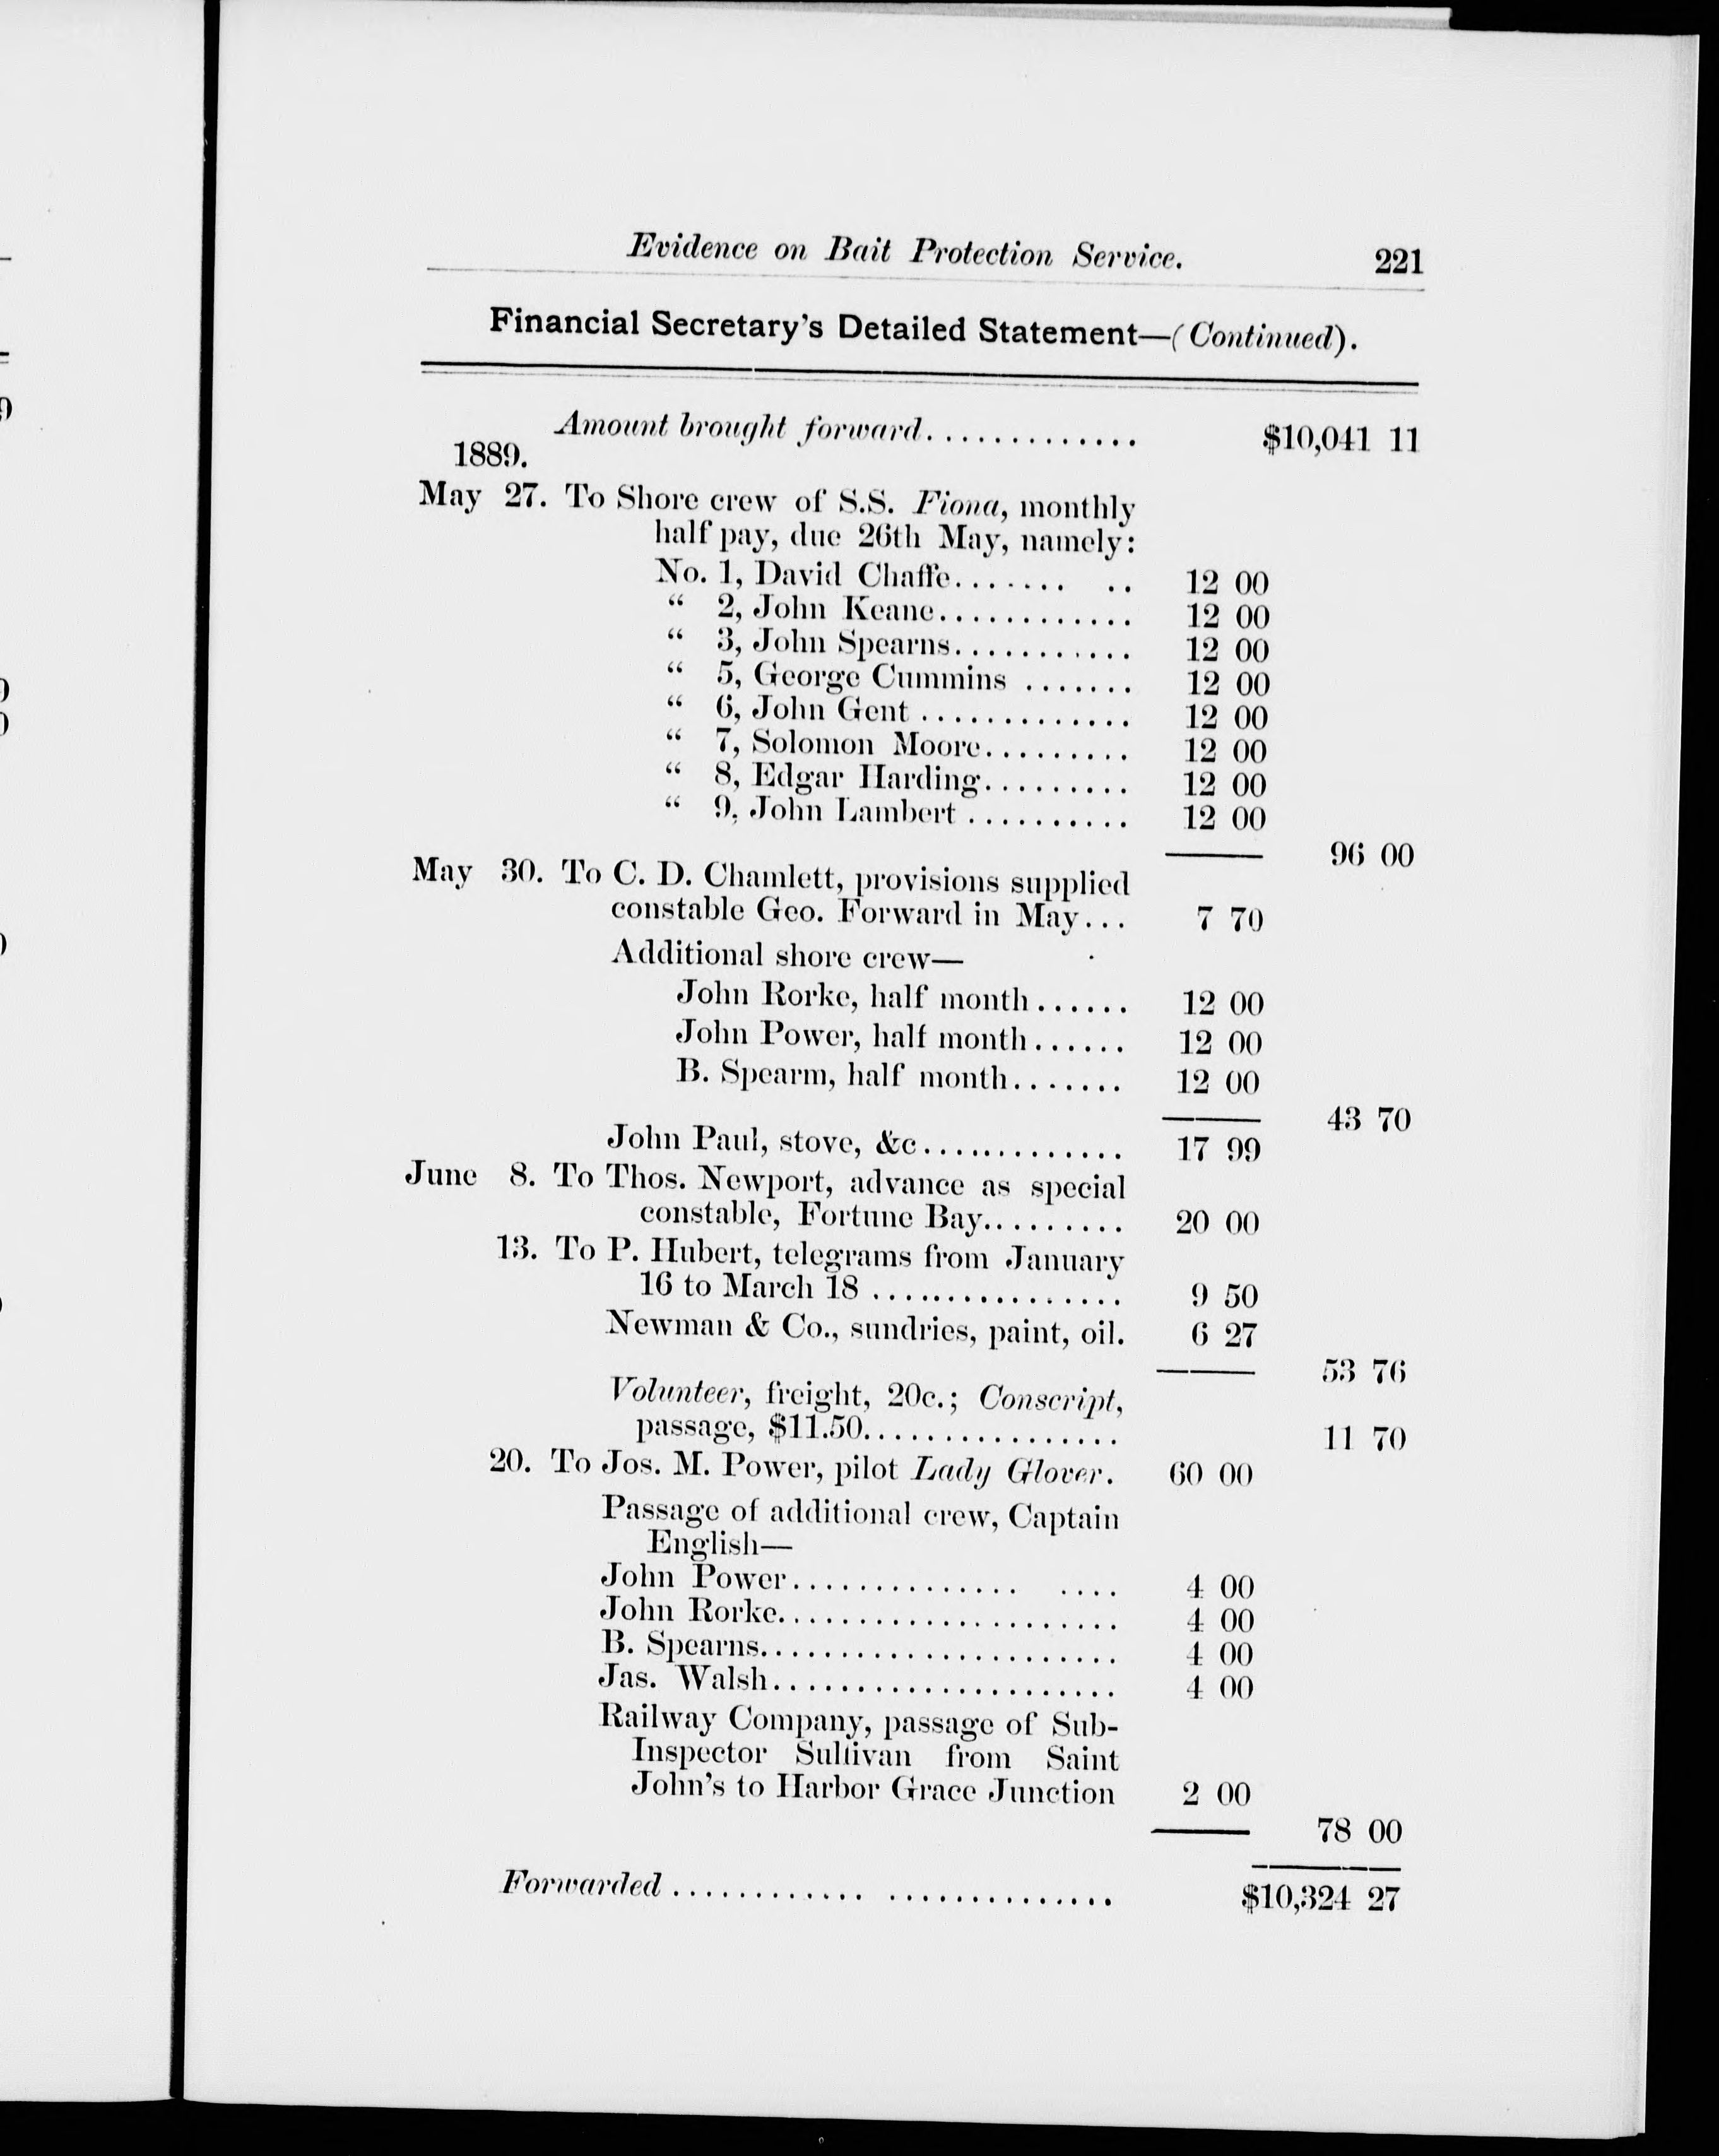 Evidence on Bait Protection Service. 221
Financial Secretary's Detailed Statement—(Continued).
Amount brought forward............. $10,041 11
1889.
May 27. To Shore crew of S.S. Fiona, monthly
half pay, due 26th May, namely:
No. 1, David Chaffe....... .. 12 00
“ 2, John Keane............ 12 00
“ 3, John Spearns........... 12 00
“ 5, George Cummins ....... 12 00
“ 6, John Gent ............. 12 00
“ 7, Solomon Moore......... 12 00
“ 8, Edgar Harding......... 12 00
“ 9, John Lambert .......... 12 00
96 00
May 30. To C. D. Chamlett, provisions supplied
constable Geo. Forward in May... 7 70
Additional shore crew—
John Rorke, half month...... 12 00
John Power, half month...... 12 00
B. Spearm, half month....... 12 00
43 70
John Paul, stove, &c............. 17 99
June 8. To Thos. Newport, advance as special
constable, Fortune Bay......... 20 00
13. To P. Hubert, telegrams from January
16 to March 18 ................ 9 50
Newman & Co., sundries, paint, oil. 6 27
53 76
Volunteer, freight, 20c.; Conscript,
passage, $11.50................ 11 70
20. To Jos. M. Power, pilot Lady Glover. 60 00
Passage of additional crew, Captain
English—
John Power.............. .... 4 00
John Rorke..................... 4 00
B. Spearns...................... 4 00
Jas. Walsh..................... 4 00
Railway Company, passage of Sub-
Inspector Sullivan from Saint
John's to Harbor Grace Junction 2 00
78 00
Forwarded ............ .............. $10,324 27